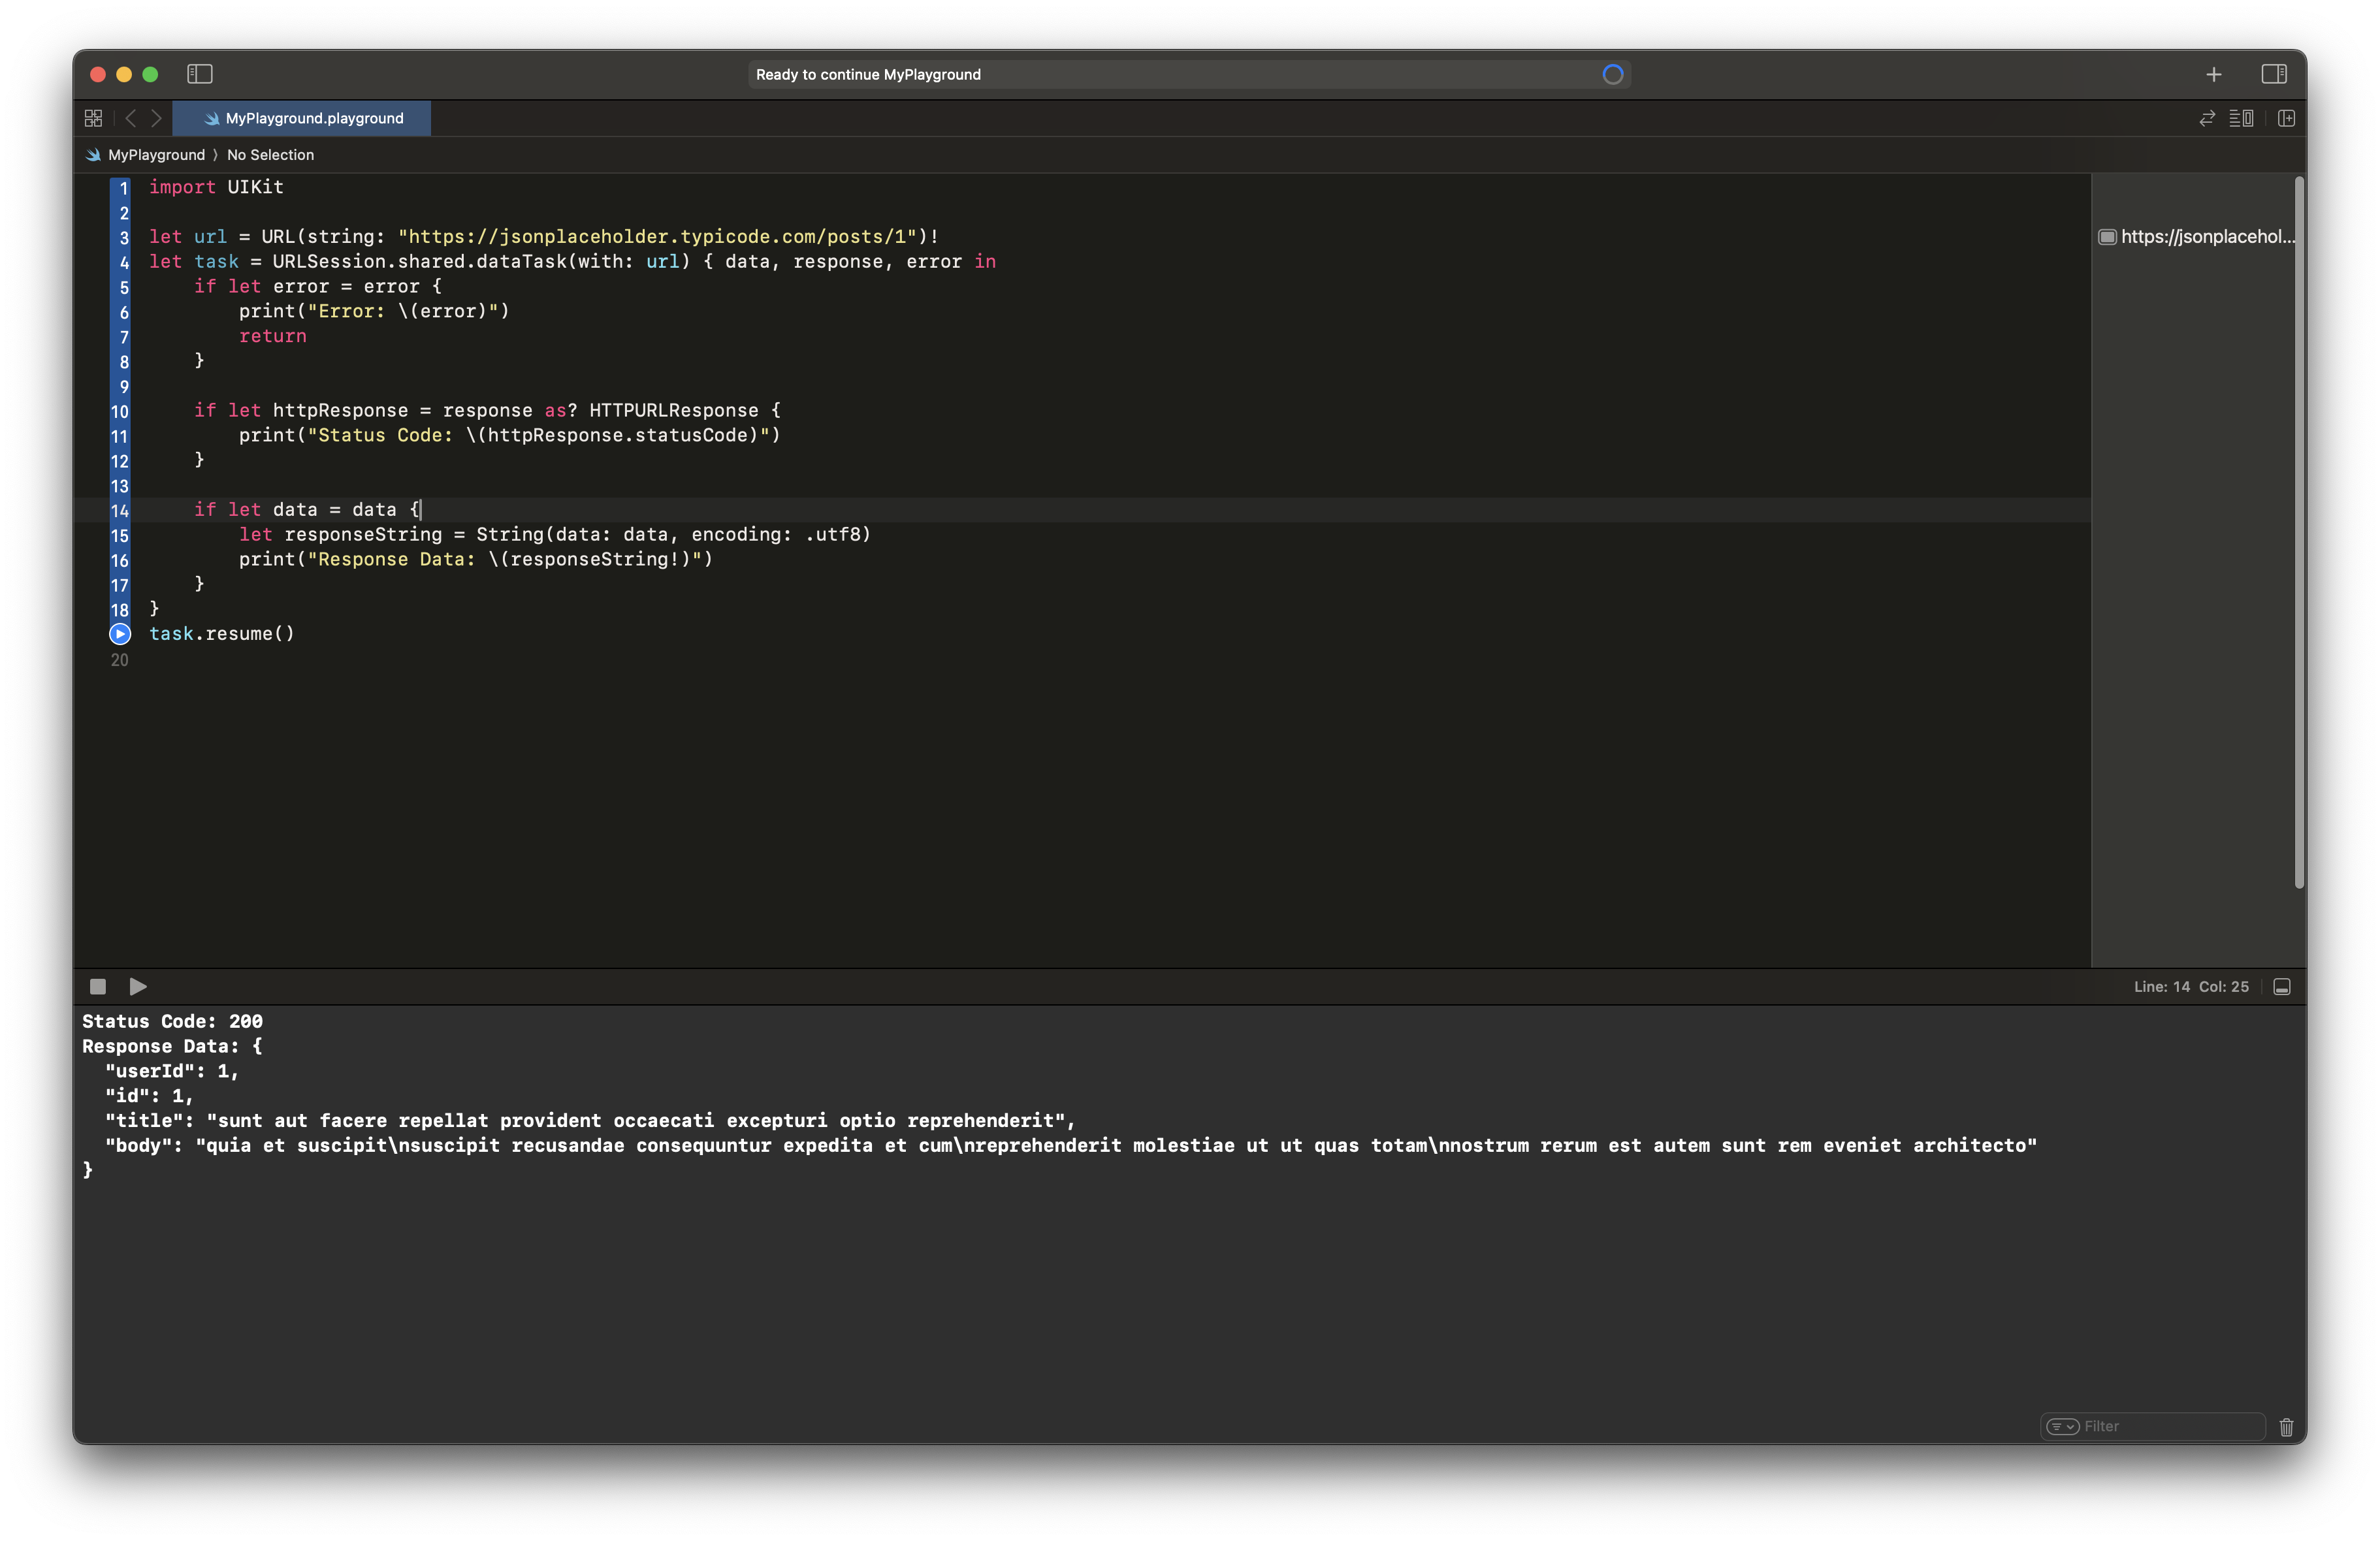 Ready to continue MyPlayground
MyPlayground.playground
MyPlayground 〉 No Selection
1 import UIKit
2
3 let url = URL(string: "https://jsonplaceholder.typicode.com/posts/1")!
https://jsonplacehol...
4 let task = URLSession.shared.dataTask(with: url) { data, response, error in
5     if let error = error {
6         print("Error: \(error)")
7         return
8     }
9
10     if let httpResponse = response as? HTTPURLResponse {
11         print("Status Code: \(httpResponse.statusCode)")
12     }
13
14     if let data = data {
15         let responseString = String(data: data, encoding: .utf8)
16         print("Response Data: \(responseString!)")
17     }
18 }
task.resume()
20
Line: 14 Col: 25
Status Code: 200
Response Data: {
  "userId": 1,
  "id": 1,
  "title": "sunt aut facere repellat provident occaecati excepturi optio reprehenderit",
  "body": "quia et suscipit\nsuscipit recusandae consequuntur expedita et cum\nreprehenderit molestiae ut ut quas totam\nnostrum rerum est autem sunt rem eveniet architecto"
}
Filter